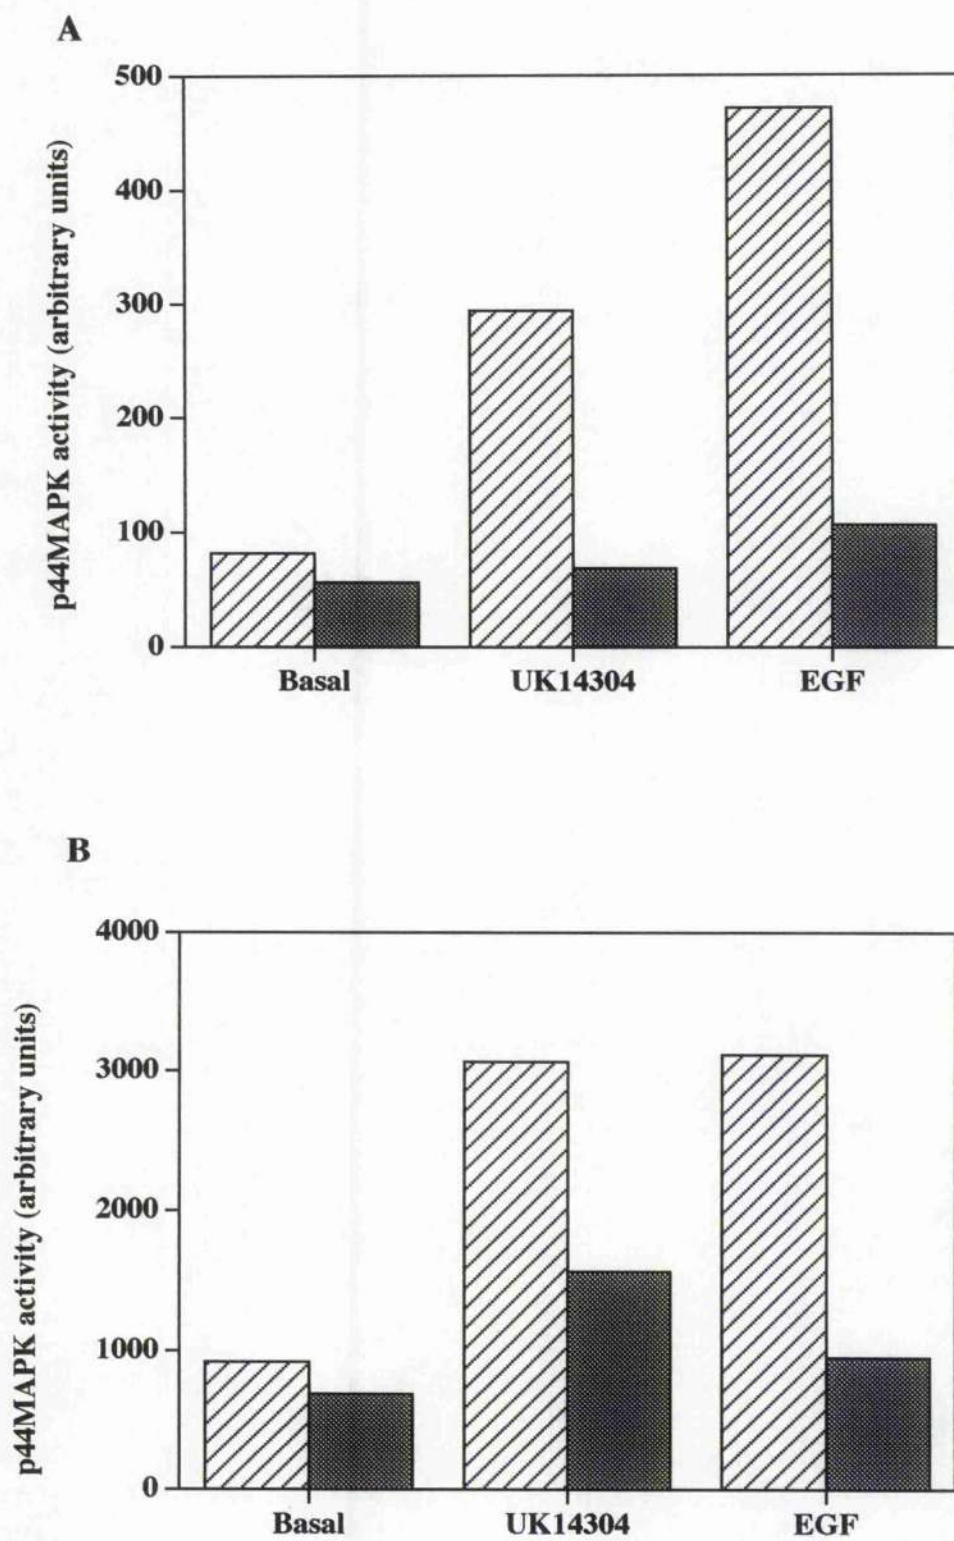 A
500
400
300
200
100
0
p44MAPK activity (arbitrary units)
Basal UK14304 EGF
B
4000
3000
2000
1000
0
p44MAPK activity (arbitrary units)
Basal UK14304 EGF